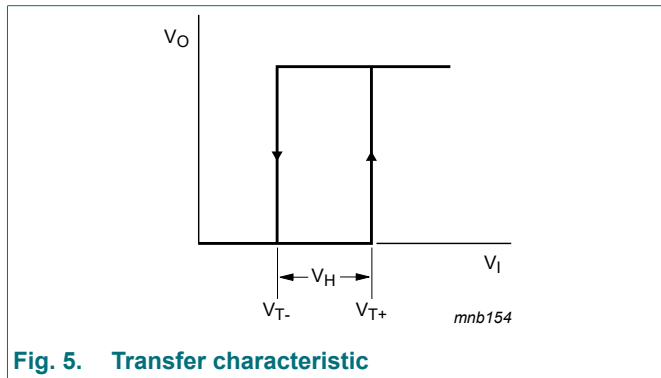 VO
VI
VH
VT-
VT+
mnb154
Fig. 5. Transfer characteristic